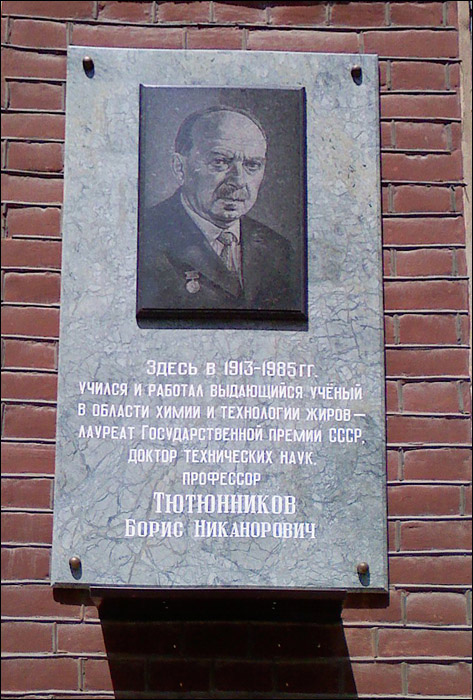 Здесь в 1913-1985 гг.
учился и работал выдающийся учёный
в области химии и технологии жиров—
лауреат Государственной премии СССР,
доктор технических наук.
профессор
Тютюнников
Борис Никанорович